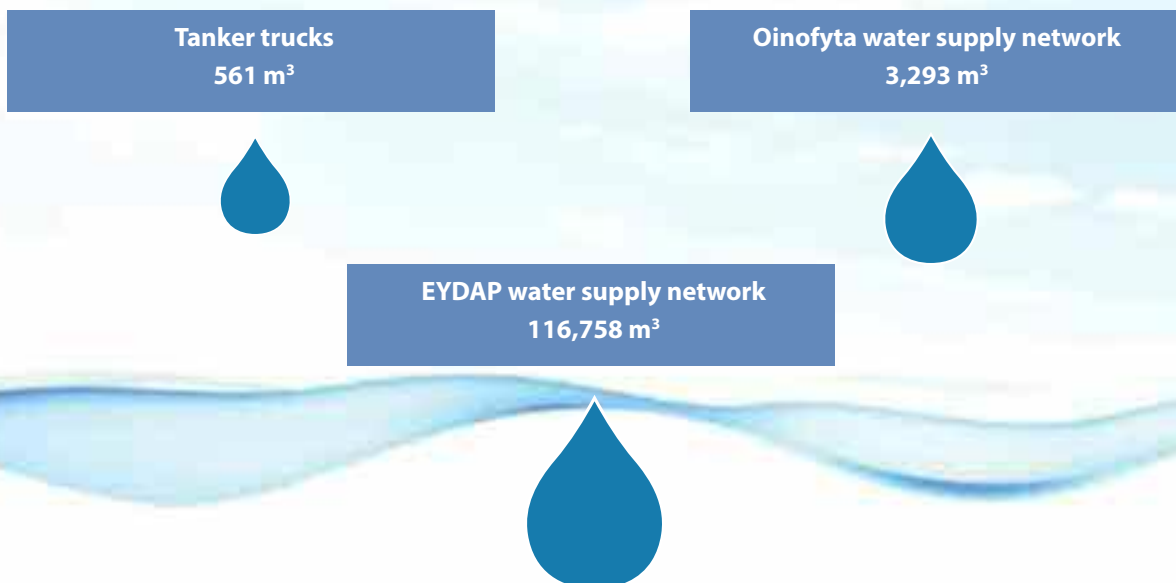 Tanker trucks
561 m³
Oinofyta water supply network
3,293 m³
EYDAP water supply network
116,758 m³